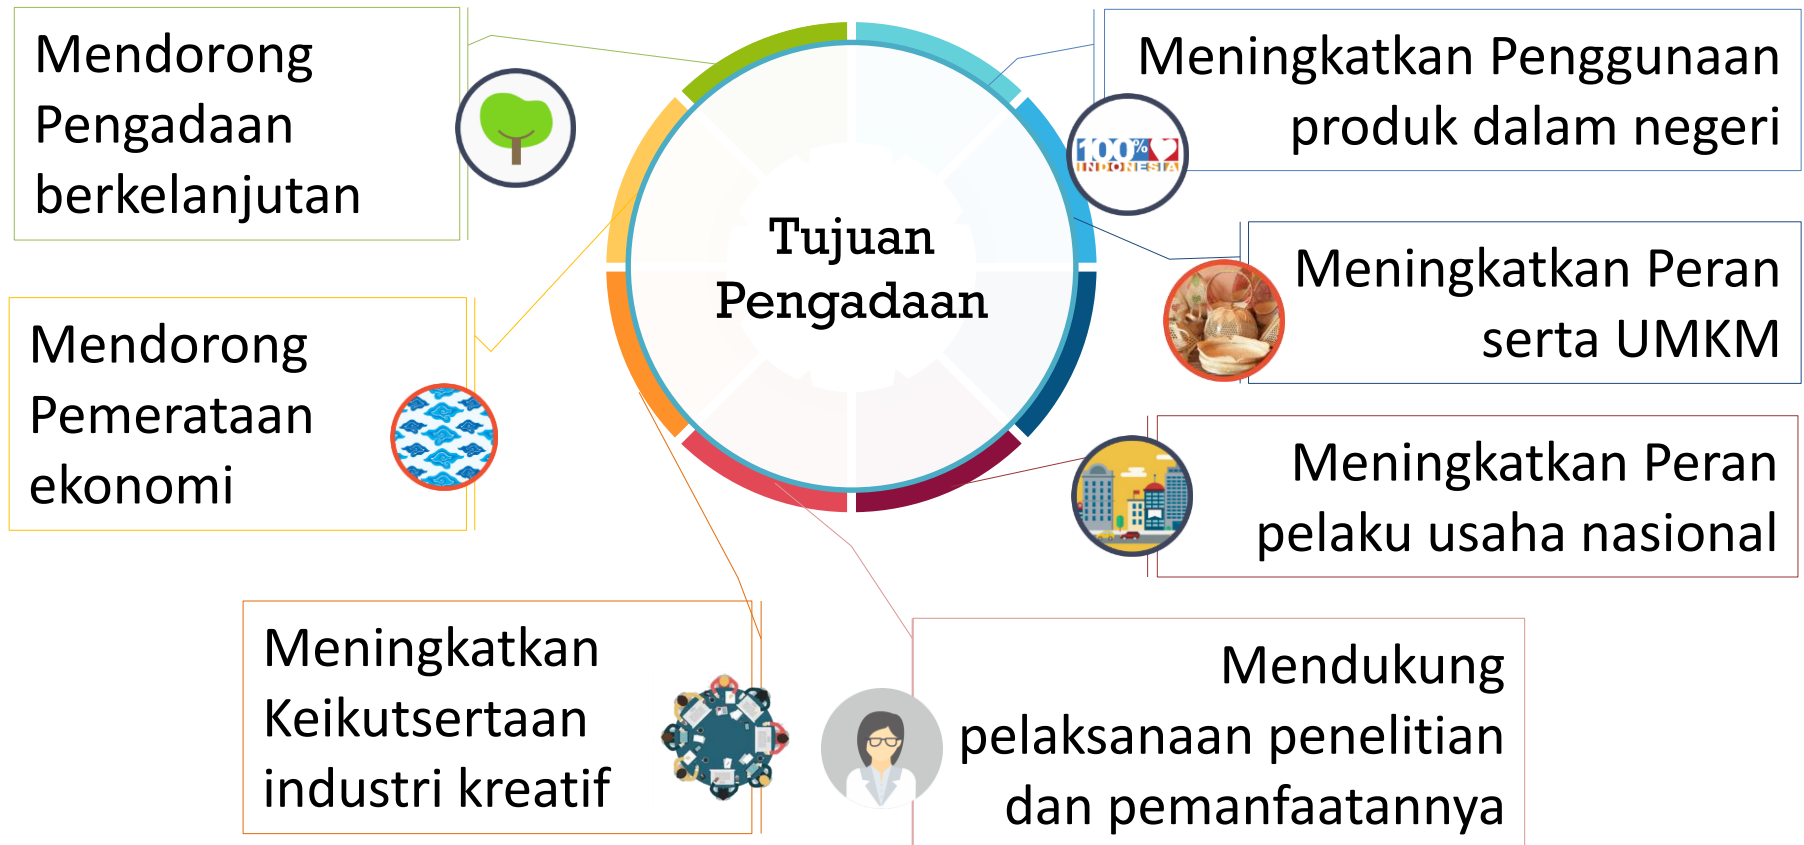 Tujuan
Pengadaan
Meningkatkan Penggunaan
produk dalam negeri
100%
INDONESIA
Meningkatkan Peran
serta UMKM
Meningkatkan Peran
pelaku usaha nasional
Mendukung
pelaksanaan penelitian
dan pemanfaatannya
Meningkatkan
Keikutsertaan
industri kreatif
Mendorong
Pemerataan
ekonomi
Mendorong
Pengadaan
berkelanjutan